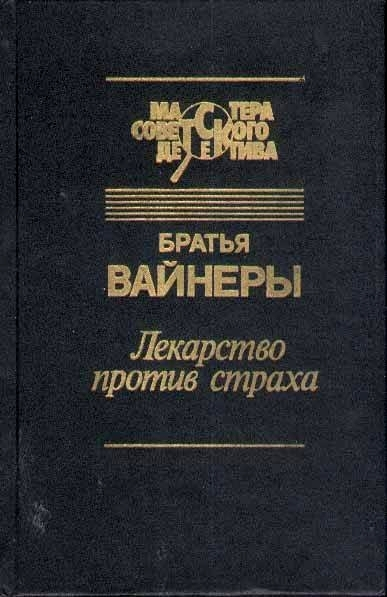 МАСТЕРА
СОВЕТСКОГО
ДЕТЕКТИВА
БРАТЬЯ
ВАЙНЕРЫ
Лекарство
против страха